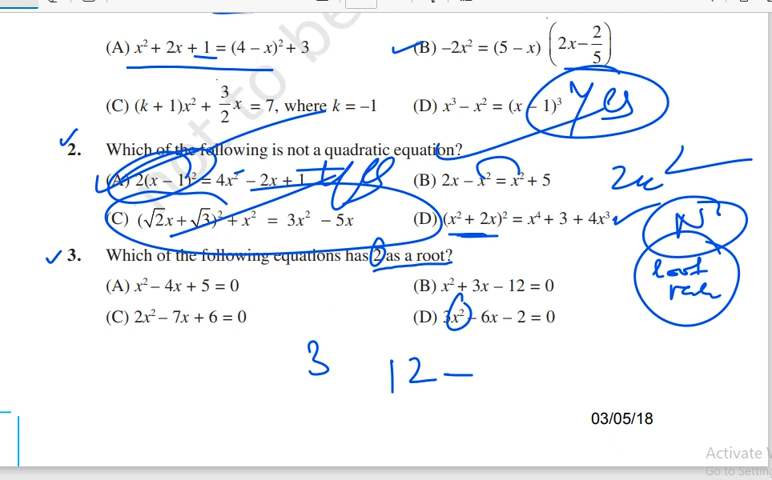 (A) x² + 2x + 1 = (4 – x)² + 3
(B) –2x² = (5 – x) (2x – 2/5)
(C) (k + 1)x² + 3/2 x = 7, where k = –1
(D) x³ – x² = (x – 1)³
Yes
2. Which of the following is not a quadratic equation?
(A) 2(x – 1)² = 4x² – 2x + 1
(B) 2x – x² = x² + 5
2x
(C) (√2x + √3)² + x² = 3x² – 5x
(D) (x² + 2x)² = x⁴ + 3 + 4x³
3. Which of the following equations has 2 as a root?
(A) x² – 4x + 5 = 0
(B) x² + 3x – 12 = 0
(C) 2x² – 7x + 6 = 0
(D) 3x² – 6x – 2 = 0
3 12 –
03/05/18
Activate
Go to Setting